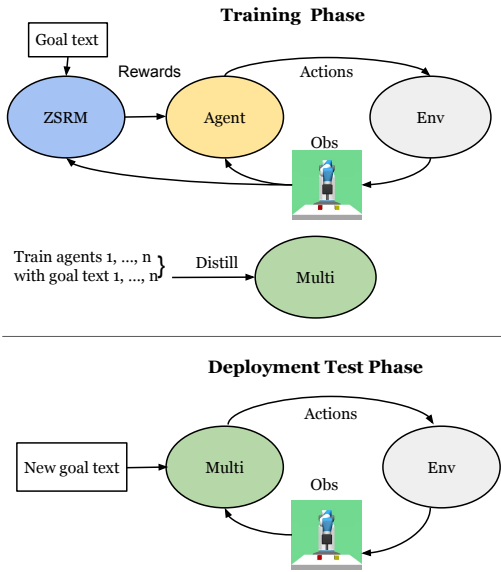 Training Phase
Goal text
Rewards
Actions
ZSRM
Agent
Env
Obs
Train agents 1, ..., n
with goal text 1, ..., n
}
Distill
Multi
Deployment Test Phase
Actions
New goal text
Multi
Env
Obs